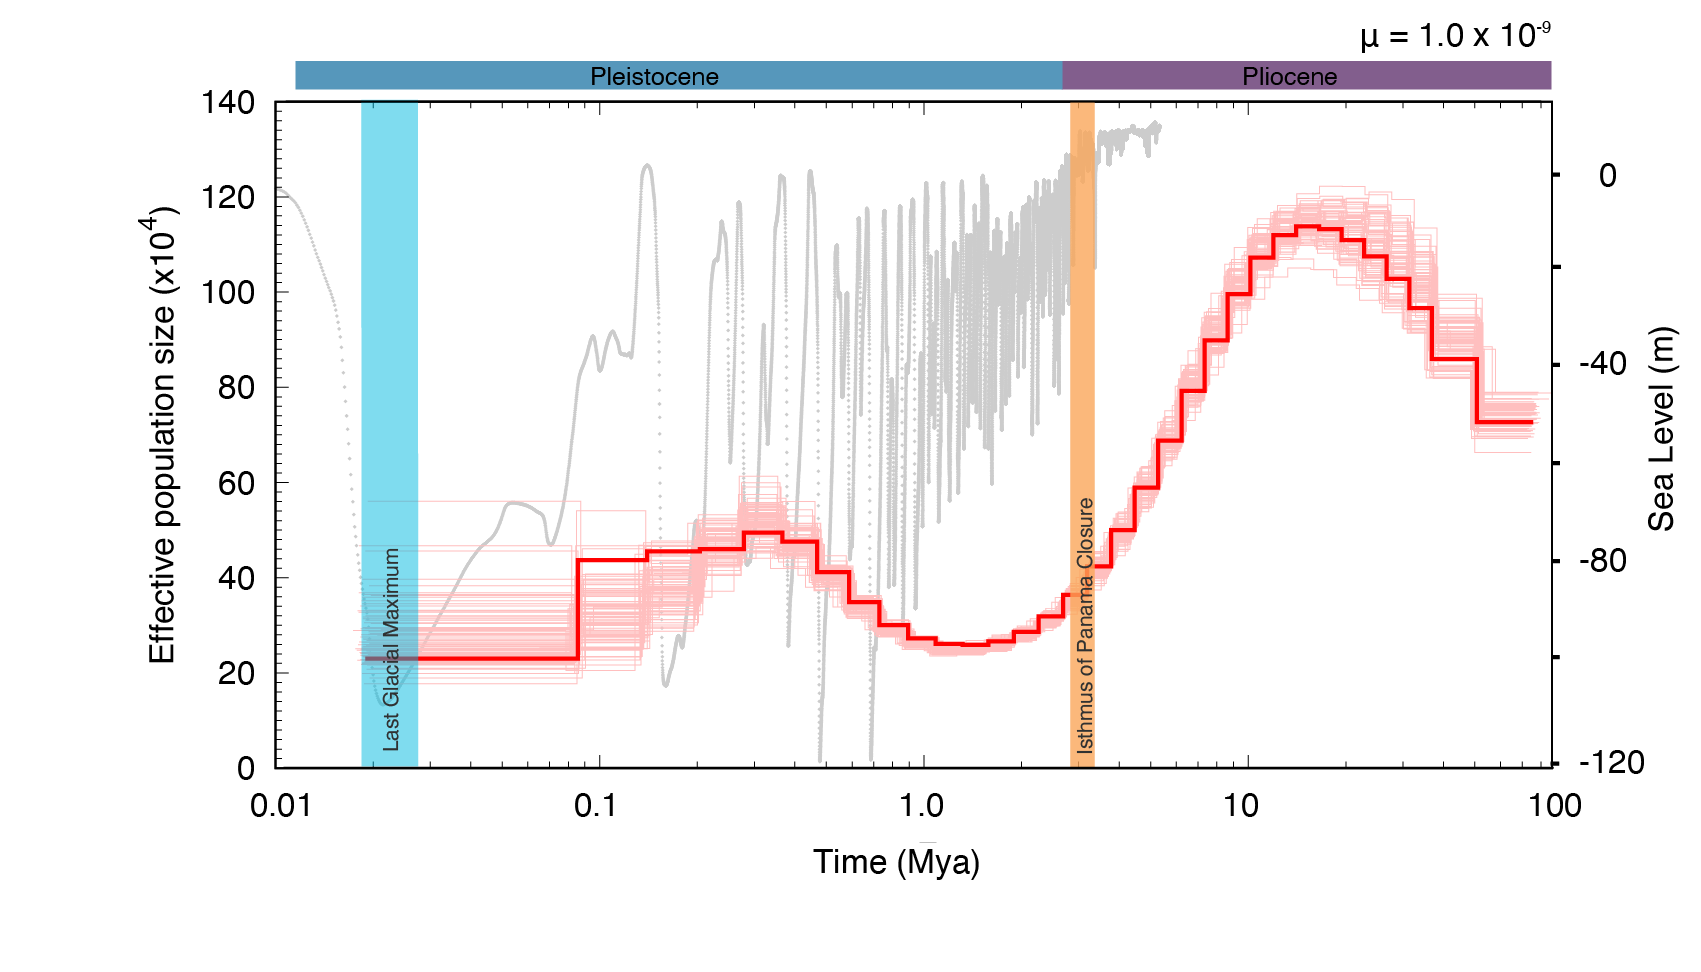 μ = 1.0 x 10-9
Pleistocene
Pliocene
140
120
100
80
60
40
20
0
Effective population size (x104)
0
-40
-80
-120
Sea Level (m)
Last Glacial Maximum
Isthmus of Panama Closure
0.01
0.1
1.0
10
100
Time (Mya)